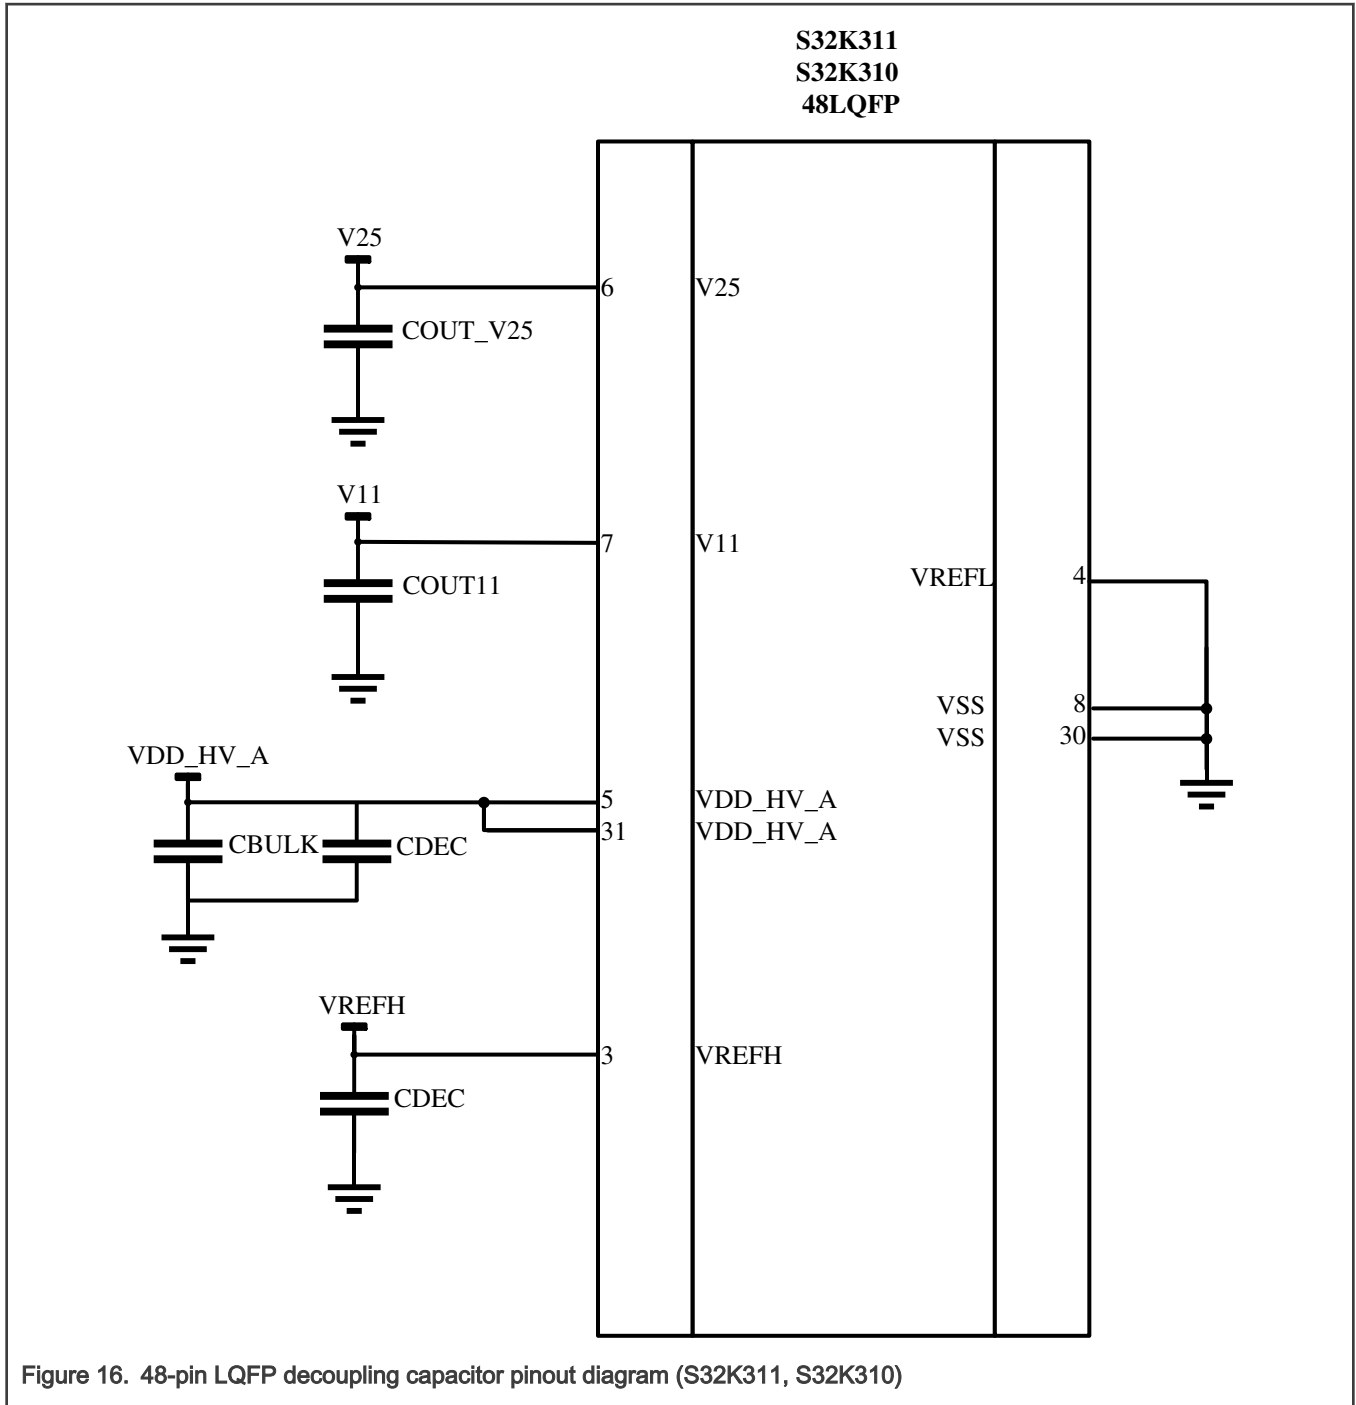 S32K311
S32K310
48LQFP
V25
6 V25
COUT_V25
V11
7 V11
COUT11
VREFL 4
VSS 8
VSS 30
VDD_HV_A
5 VDD_HV_A
31 VDD_HV_A
CBULK CDEC
VREFH
3 VREFH
CDEC
Figure 16. 48-pin LQFP decoupling capacitor pinout diagram (S32K311, S32K310)